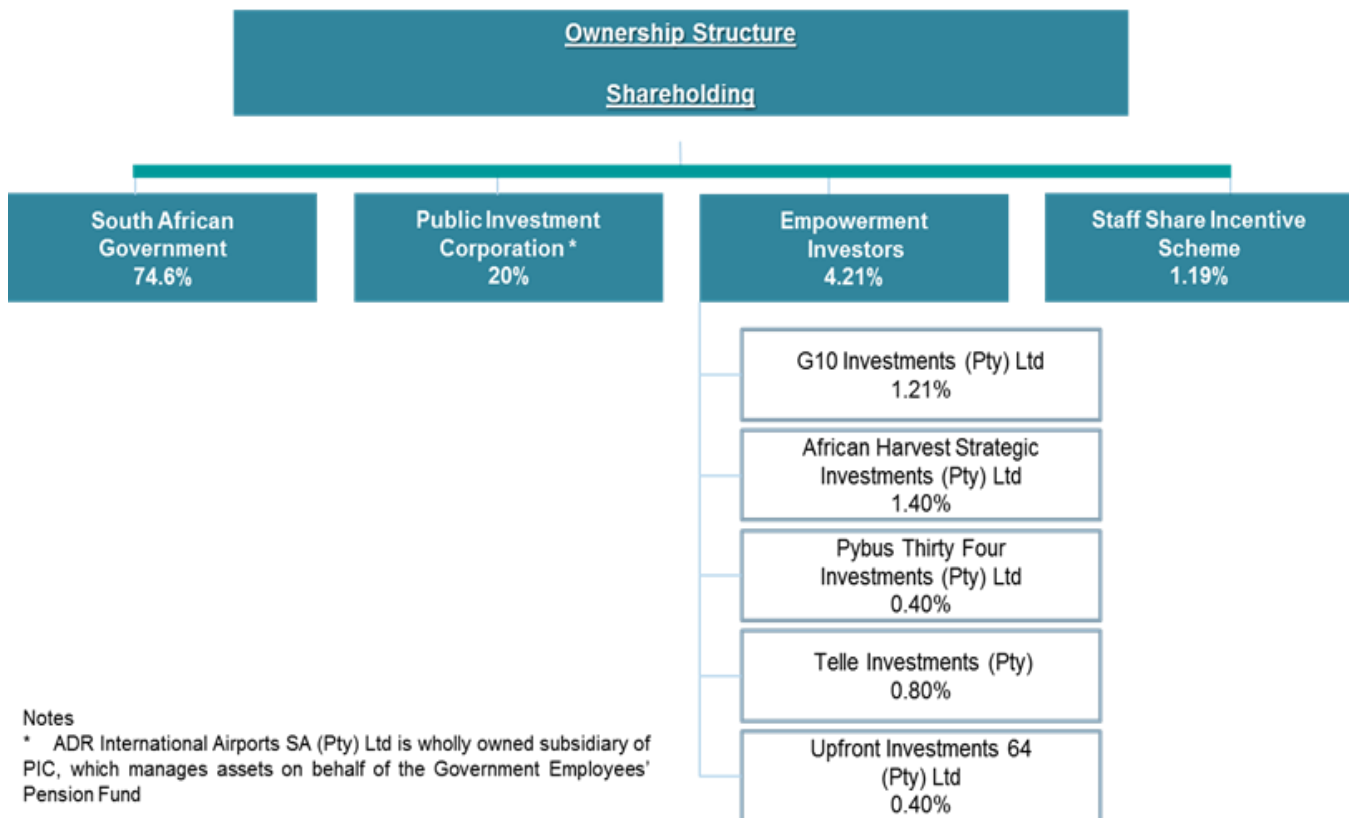 Ownership Structure
Shareholding
South African
Government
74.6%
Public Investment
Corporation *
20%
Empowerment
Investors
4.21%
Staff Share Incentive
Scheme
1.19%
G10 Investments (Pty) Ltd
1.21%
African Harvest Strategic
Investments (Pty) Ltd
1.40%
Pybus Thirty Four
Investments (Pty) Ltd
0.40%
Telle Investments (Pty)
0.80%
Upfront Investments 64
(Pty) Ltd
0.40%
Notes
* ADR International Airports SA (Pty) Ltd is wholly owned subsidiary of
PIC, which manages assets on behalf of the Government Employees’
Pension Fund